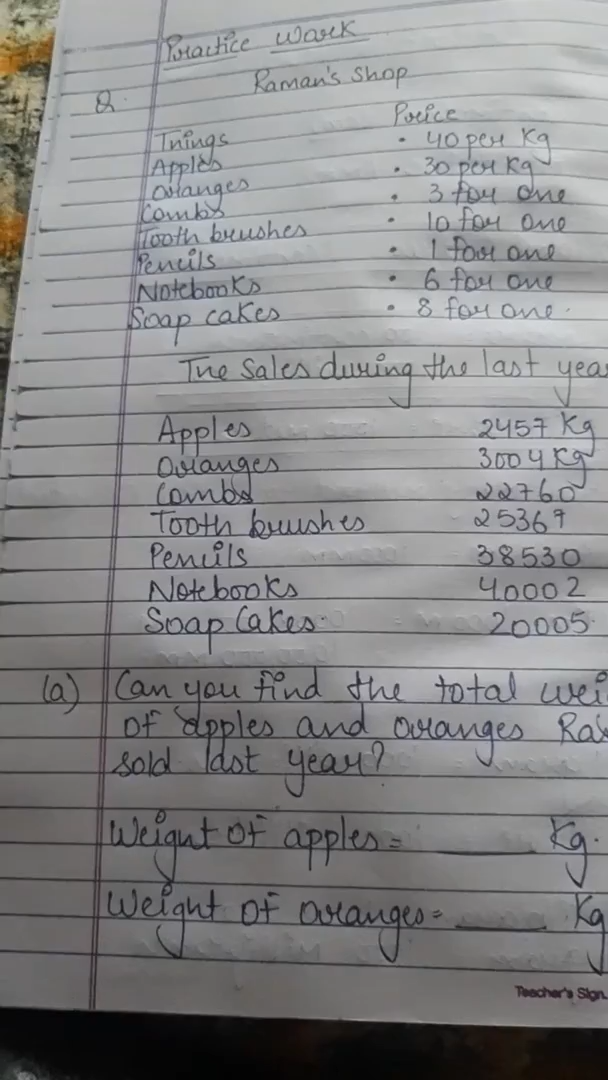 Practice Work
Raman's Shop
Q.
Things Price
Apples • 40 per Kg
Oranges • 30 per Kg
Combs • 3 for one
Tooth brushes • 10 for one
Pencils • 1 for one
Notebooks • 6 for one
Soap cakes • 8 for one.
The Sales during the last yea
Apples 2457 Kg
Oranges 3004 Kg
Combs 22760
Tooth brushes 25367
Pencils 38530
Notebooks 40002
Soap Cakes. 20005.
(a) Can you find the total wei
of apples and oranges Ra
sold last year?
Weight of apples = ____ Kg.
Weight of oranges = ____ Kg
Teacher's Sign.